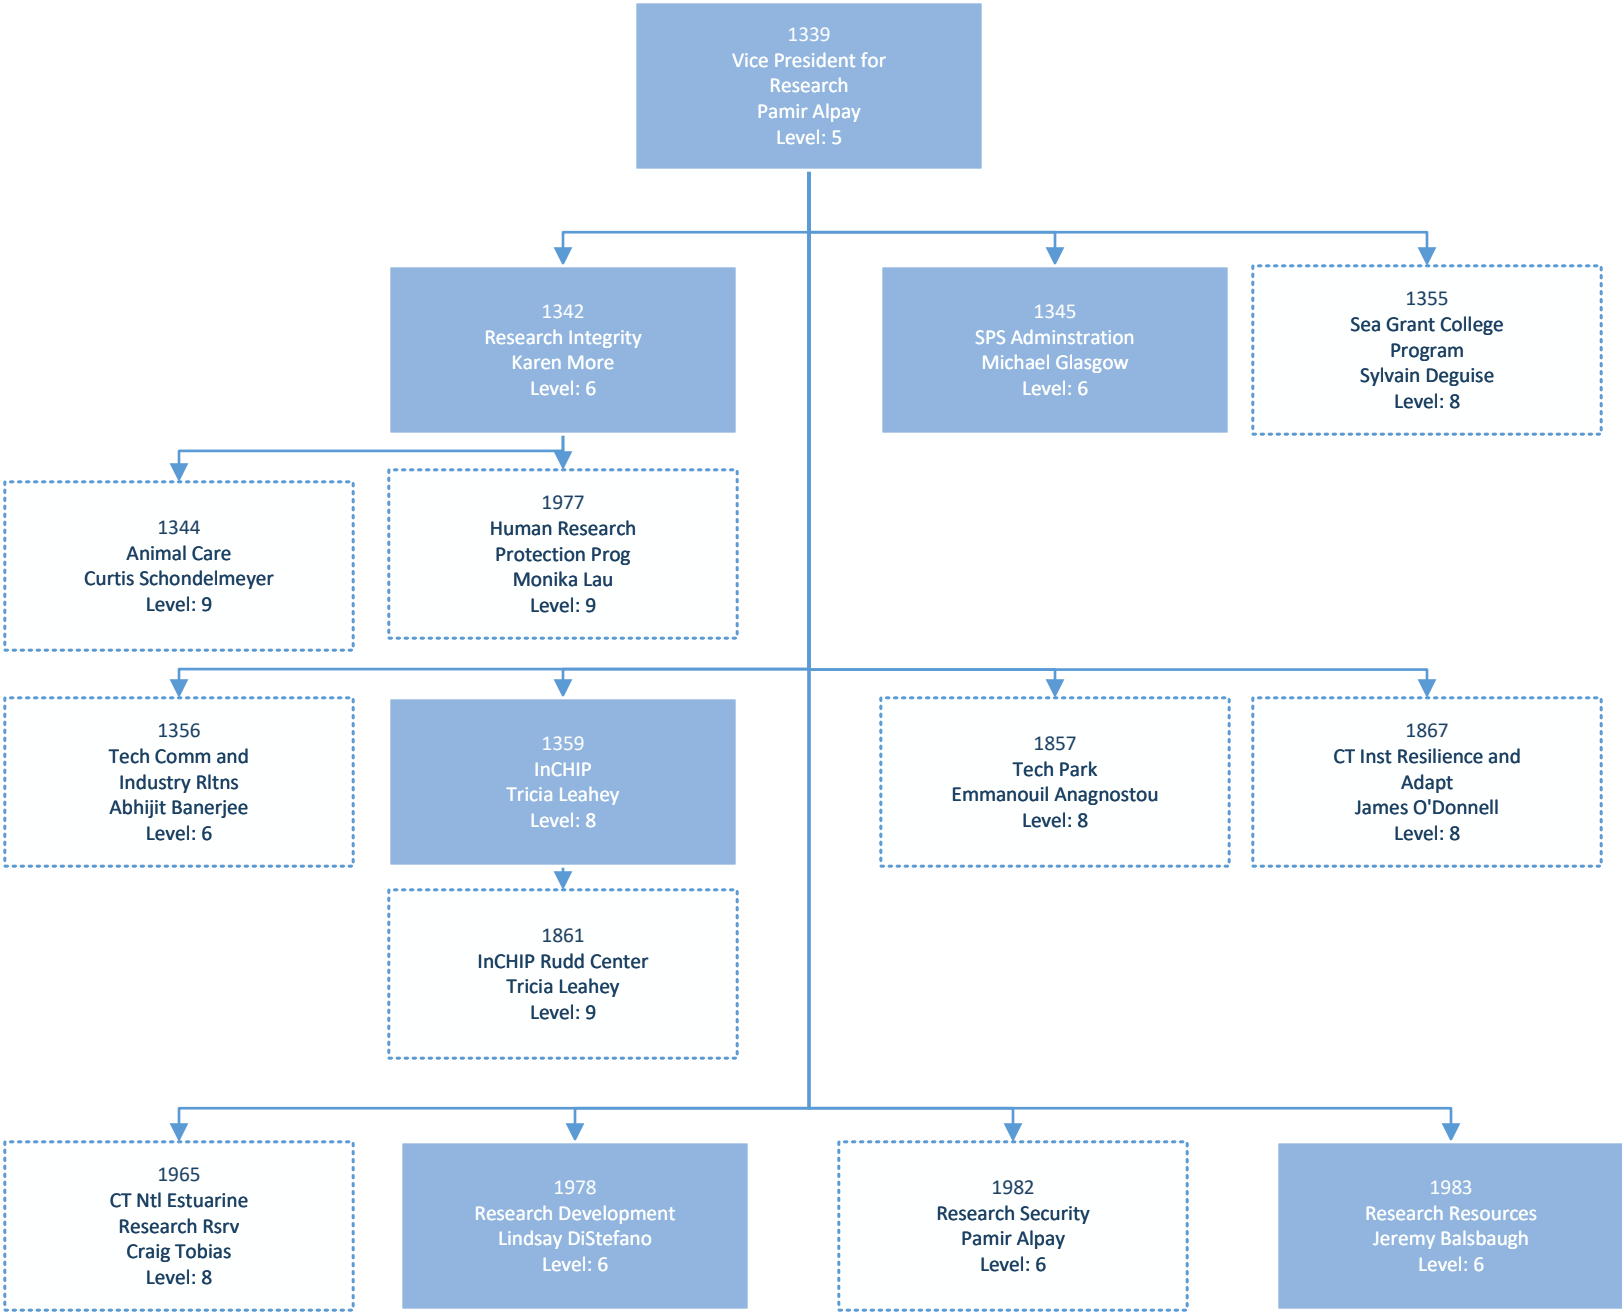 1339
Vice President for
Research
Pamir Alpay
Level: 5
1342
Research Integrity
Karen More
Level: 6
1345
SPS Adminstration
Michael Glasgow
Level: 6
1355
Sea Grant College
Program
Sylvain Deguise
Level: 8
1344
Animal Care
Curtis Schondelmeyer
Level: 9
1977
Human Research
Protection Prog
Monika Lau
Level: 9
1356
Tech Comm and
Industry Rltns
Abhijit Banerjee
Level: 6
1359
InCHIP
Tricia Leahey
Level: 8
1857
Tech Park
Emmanouil Anagnostou
Level: 8
1867
CT Inst Resilience and
Adapt
James O'Donnell
Level: 8
1861
InCHIP Rudd Center
Tricia Leahey
Level: 9
1965
CT Ntl Estuarine
Research Rsrv
Craig Tobias
Level: 8
1978
Research Development
Lindsay DiStefano
Level: 6
1982
Research Security
Pamir Alpay
Level: 6
1983
Research Resources
Jeremy Balsbaugh
Level: 6